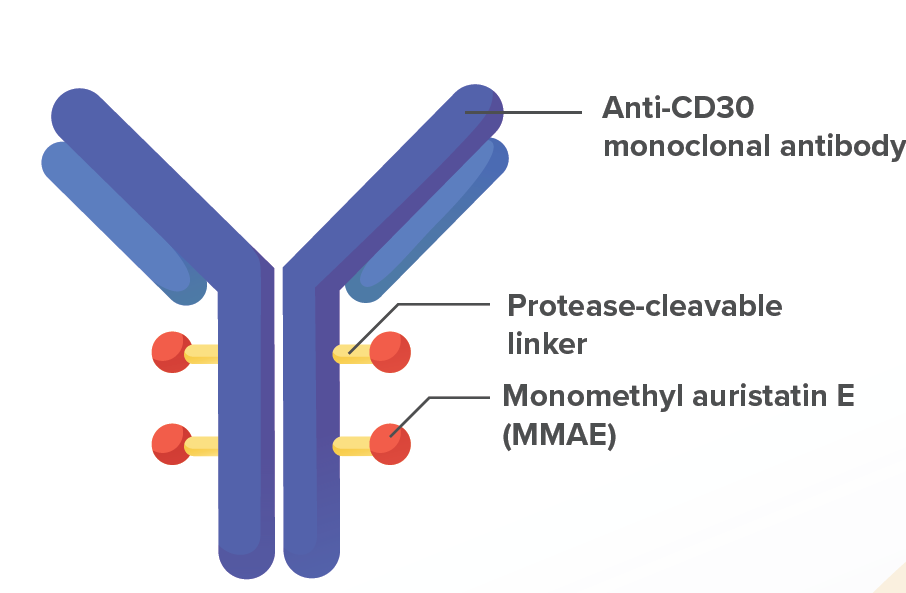 Anti-CD30
monoclonal antibody
Protease-cleavable
linker
Monomethyl auristatin E
(MMAE)